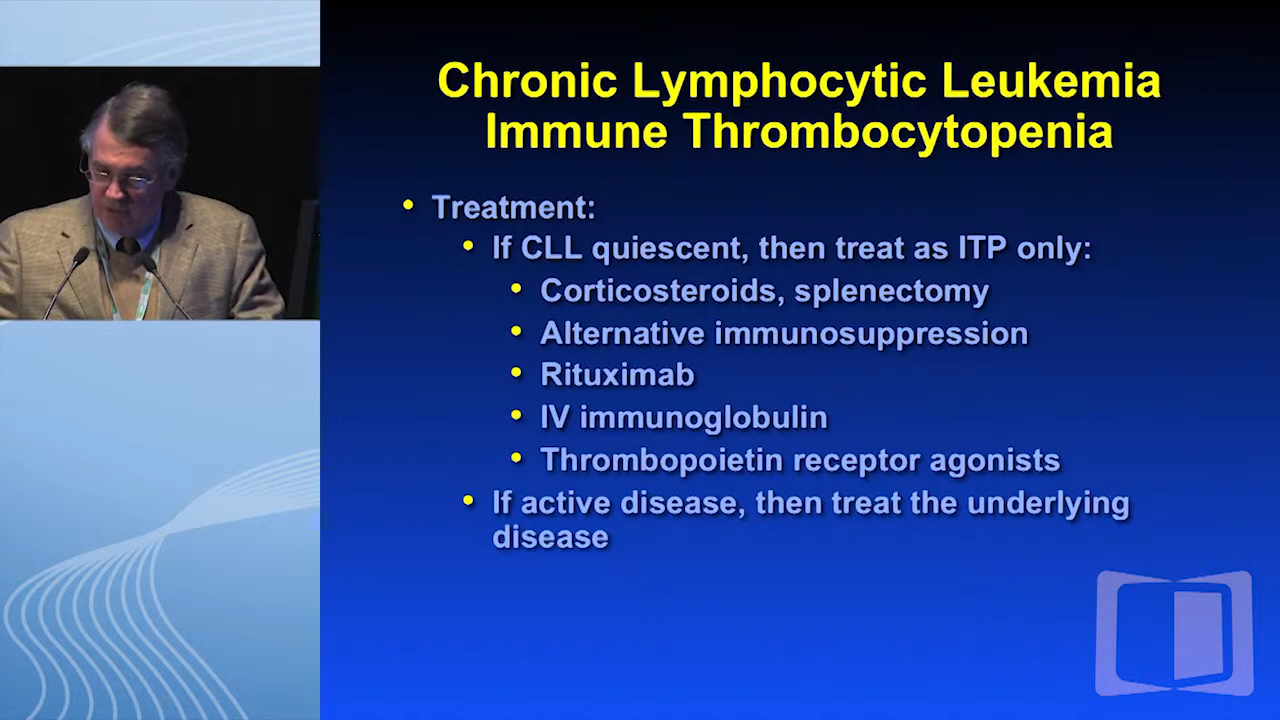 Chronic Lymphocytic Leukemia
Immune Thrombocytopenia
• Treatment:
• If CLL quiescent, then treat as ITP only:
• Corticosteroids, splenectomy
• Alternative immunosuppression
• Rituximab
• IV immunoglobulin
• Thrombopoietin receptor agonists
• If active disease, then treat the underlying
disease